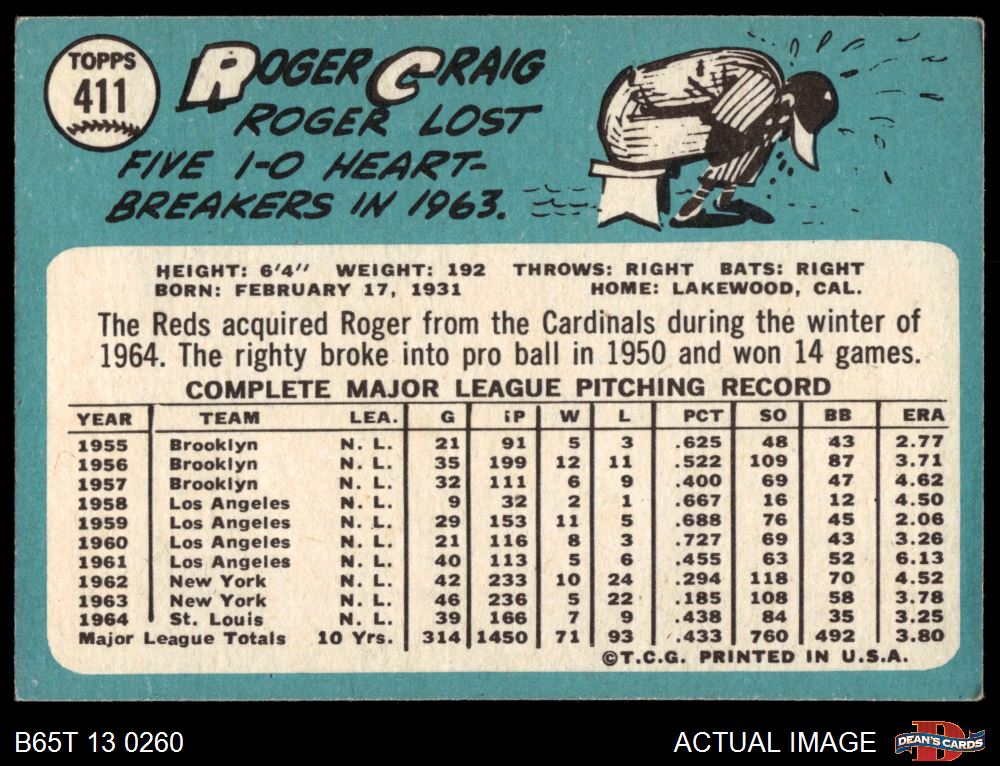 TOPPS
411
ROGER CRAIG
ROGER LOST
FIVE 1-0 HEART-
BREAKERS IN 1963.
HEIGHT: 6'4" WEIGHT: 192 THROWS: RIGHT BATS: RIGHT
BORN: FEBRUARY 17, 1931 HOME: LAKEWOOD, CAL.
The Reds acquired Roger from the Cardinals during the winter of
1964. The righty broke into pro ball in 1950 and won 14 games.
COMPLETE MAJOR LEAGUE PITCHING RECORD
YEAR TEAM LEA. G IP W L PCT SO BB ERA
1955 Brooklyn N. L. 21 91 5 3 .625 48 43 2.77
1956 Brooklyn N. L. 35 199 12 11 .522 109 87 3.71
1957 Brooklyn N. L. 32 111 6 9 .400 69 47 4.62
1958 Los Angeles N. L. 9 32 2 1 .667 16 12 4.50
1959 Los Angeles N. L. 29 153 11 5 .688 76 45 2.06
1960 Los Angeles N. L. 21 116 8 3 .727 69 43 3.26
1961 Los Angeles N. L. 40 113 5 6 .455 63 52 6.13
1962 New York N. L. 42 233 10 24 .294 118 70 4.52
1963 New York N. L. 46 236 5 22 .185 108 58 3.78
1964 St. Louis N. L. 39 166 7 9 .438 84 35 3.25
Major League Totals 10 Yrs. 314 1450 71 93 .433 760 492 3.80
©T.C.G. PRINTED IN U.S.A.
B65T 13 0260 ACTUAL IMAGE DEAN'S CARDS